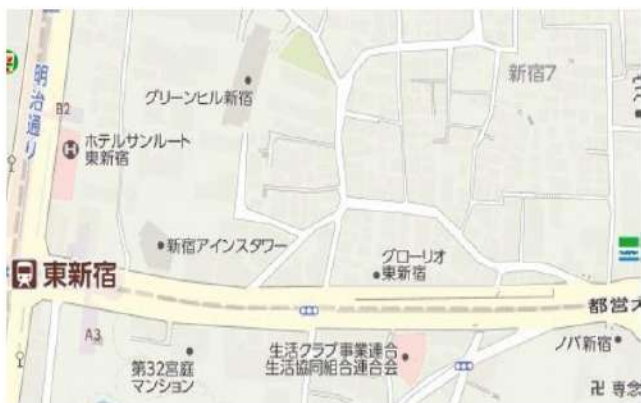 新宿7
グリーンヒル新宿
明治通り
B2
ホテルサンルート
東新宿
新宿アインスタワー
グローリオ
東新宿
東新宿
都営大
A3
第32宮庭
マンション
生活クラブ事業連合
生活協同組合連合会
ノバ新宿
卍 専念